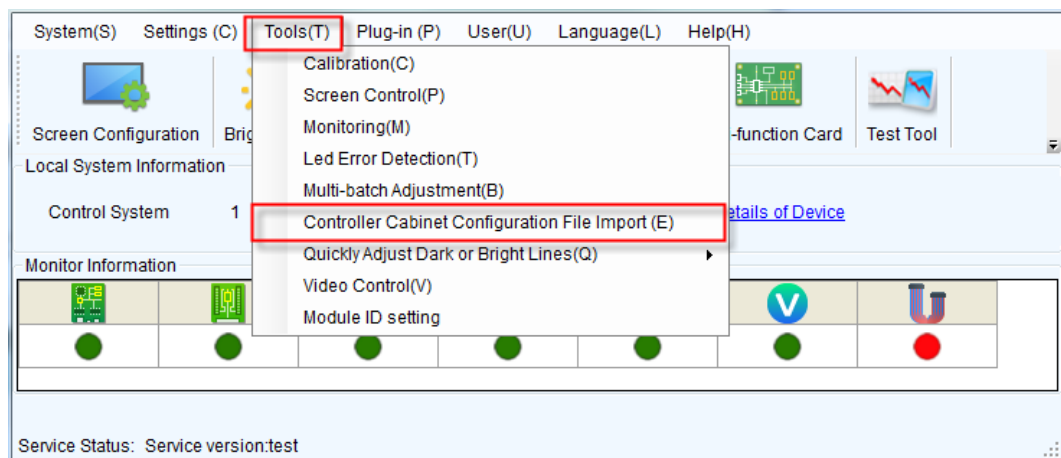 System(S) Settings (C) Tools(T) Plug-in (P) User(U) Language(L) Help(H)
Calibration(C)
Screen Control(P)
Monitoring(M)
Led Error Detection(T)
Multi-batch Adjustment(B)
Controller Cabinet Configuration File Import (E)
Quickly Adjust Dark or Bright Lines(Q)
Video Control(V)
Module ID setting
Screen Configuration Brig -function Card Test Tool
Local System Information
Control System 1 etails of Device
Monitor Information
V
Service Status: Service version:test